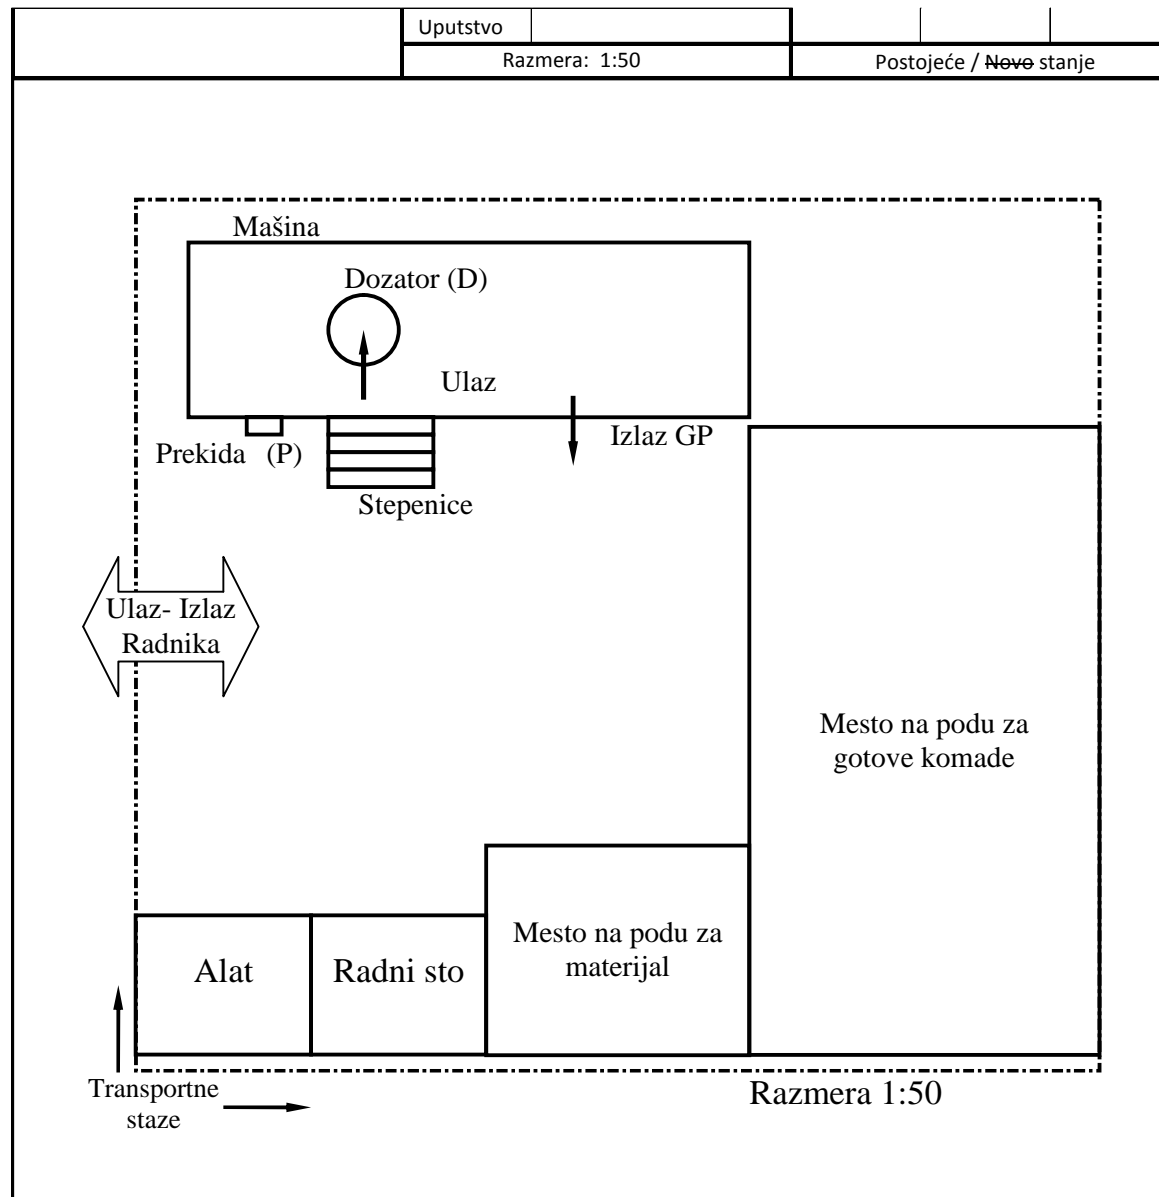 Uputstvo
Razmera: 1:50
Postojeće / Novo stanje
Mašina
Dozator (D)
Ulaz
Izlaz GP
Prekida (P)
Stepenice
Ulaz- Izlaz
Radnika
Mesto na podu za
gotove komade
Mesto na podu za
materijal
Alat
Radni sto
Transportne
staze
Razmera 1:50